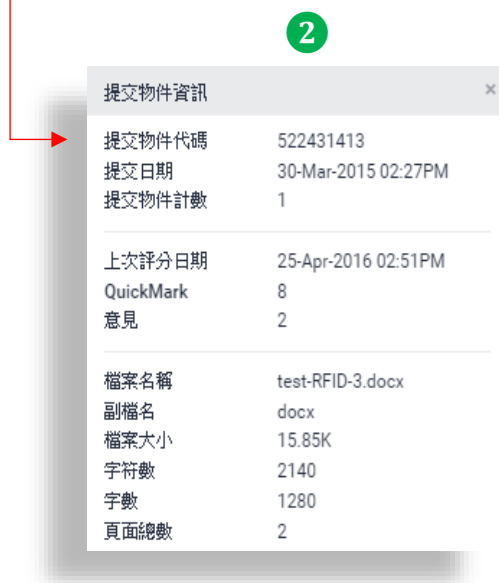 2
提交物件資訊 ×
提交物件代碼 522431413
提交日期 30-Mar-2015 02:27PM
提交物件計數 1
上次評分日期 25-Apr-2016 02:51PM
QuickMark 8
意見 2
檔案名稱 test-RFID-3.docx
副檔名 docx
檔案大小 15.85K
字符數 2140
字數 1280
頁面總數 2